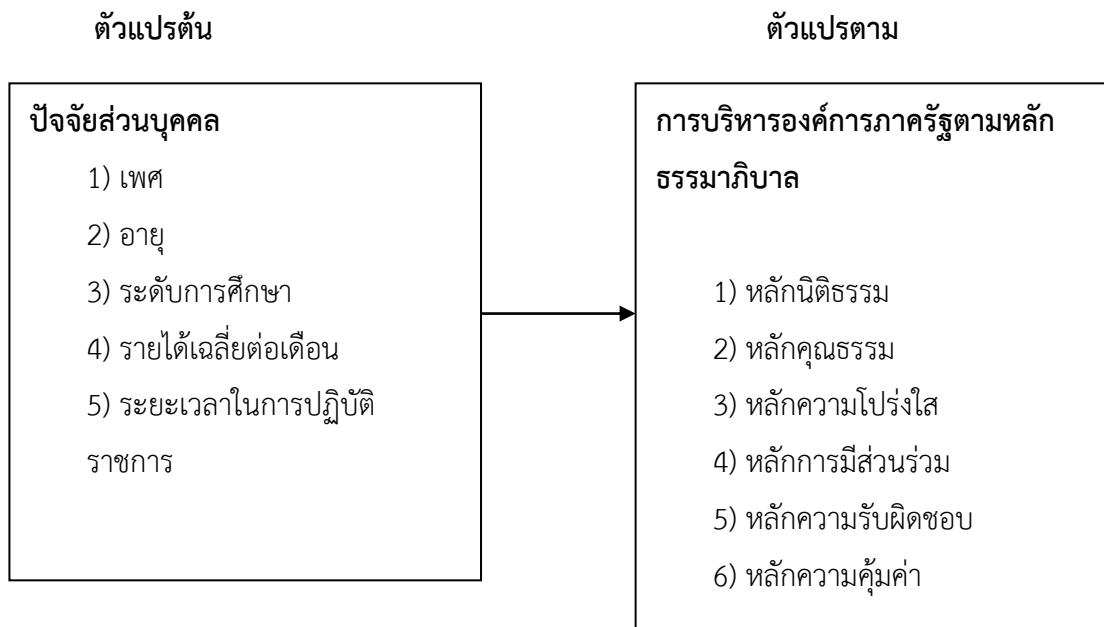 ตัวแปรต้น
ตัวแปรตาม
ปัจจัยส่วนบุคคล
1) เพศ
2) อายุ
3) ระดับการศึกษา
4) รายได้เฉลี่ยต่อเดือน
5) ระยะเวลาในการปฏิบัติ
ราชการ
การบริหารองค์การภาครัฐตามหลัก
ธรรมาภิบาล
1) หลักนิติธรรม
2) หลักคุณธรรม
3) หลักความโปร่งใส
4) หลักการมีส่วนร่วม
5) หลักความรับผิดชอบ
6) หลักความคุ้มค่า